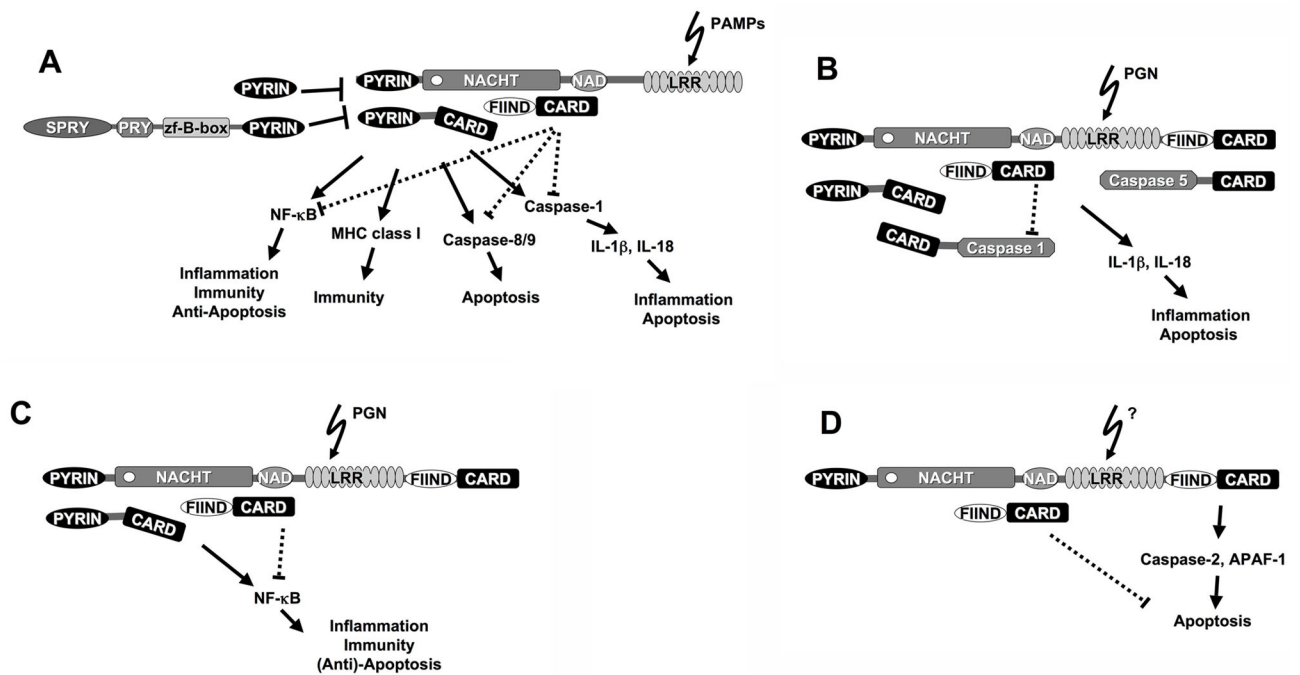 A
PAMPs
PYRIN NACHT NAD LRR
PYRIN
FIIND CARD
SPRY PRY zf-B-box PYRIN
PYRIN CARD
NF-κB
MHC class I
Caspase-8/9
Caspase-1
IL-1β, IL-18
Inflammation
Immunity
Anti-Apoptosis
Immunity
Apoptosis
Inflammation
Apoptosis
B
PGN
PYRIN NACHT NAD LRR FIIND CARD
FIIND CARD
Caspase 5 CARD
PYRIN CARD
CARD Caspase 1
IL-1β, IL-18
Inflammation
Apoptosis
C
PGN
PYRIN NACHT NAD LRR FIIND CARD
FIIND CARD
PYRIN CARD
NF-κB
Inflammation
Immunity
(Anti)-Apoptosis
D
?
PYRIN NACHT NAD LRR FIIND CARD
FIIND CARD
Caspase-2, APAF-1
Apoptosis